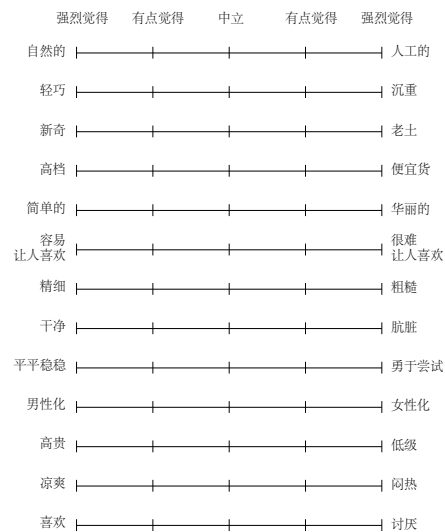 强烈觉得 有点觉得 中立 有点觉得 强烈觉得
自然的 人工的
轻巧 沉重
新奇 老土
高档 便宜货
简单的 华丽的
容易 很难
让人喜欢 让人喜欢
精细 粗糙
干净 肮脏
平平稳稳 勇于尝试
男性化 女性化
高贵 低级
凉爽 闷热
喜欢 讨厌